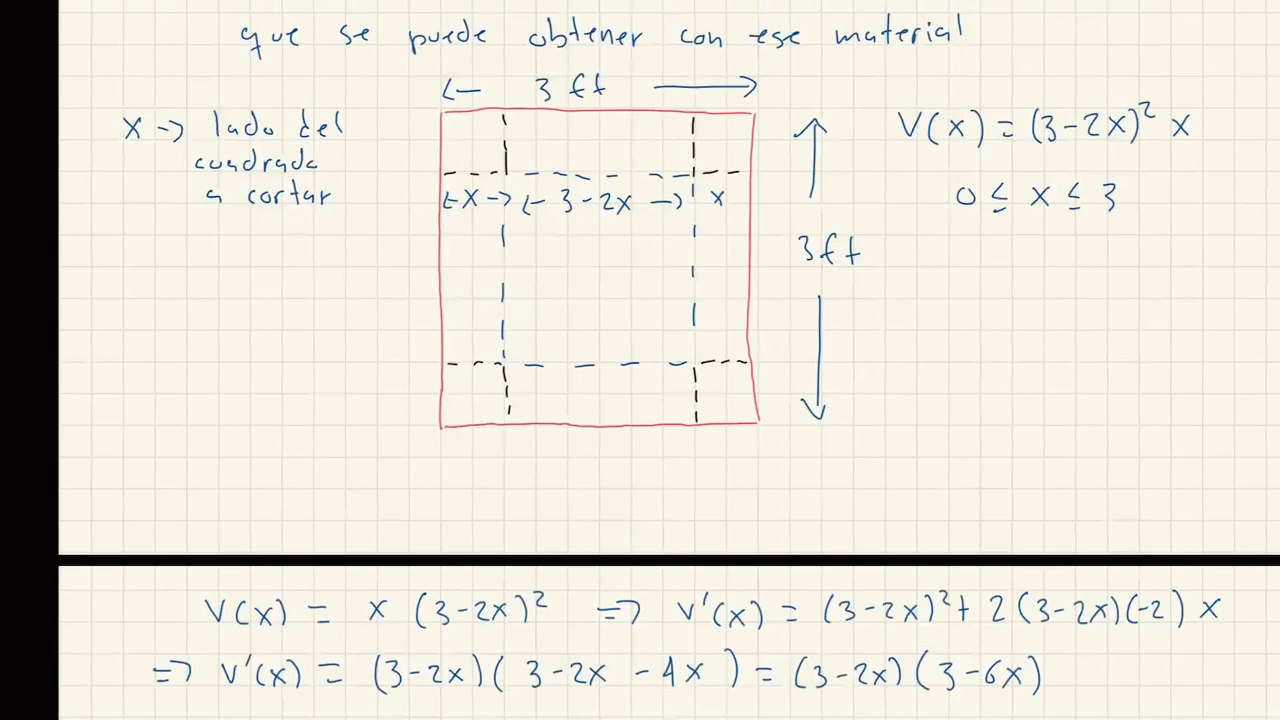 que se puede obtener con ese material
← 3 ft →
x → lado del
cuadrado
a cortar
← x → ← 3-2x → x
3ft
V(x) = (3-2x)² x
0 ≤ x ≤ 3
V(x) = x (3-2x)² ⇒ V'(x) = (3-2x)² + 2(3-2x)(-2) x
⇒ V'(x) = (3-2x)( 3-2x -4x ) = (3-2x)(3-6x)